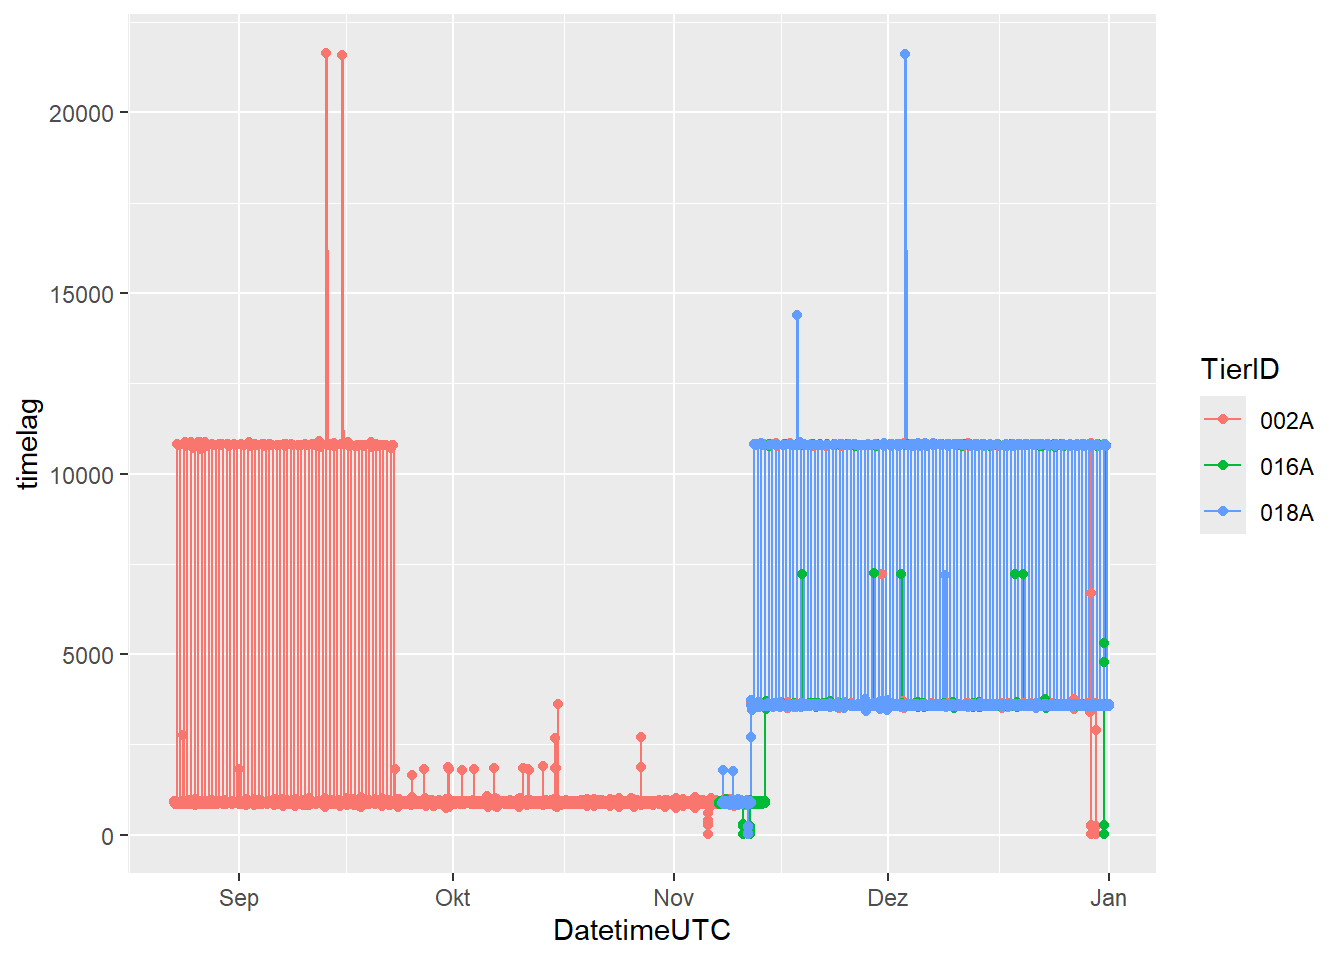 20000
15000
10000
5000
0
timelag
Sep Okt Nov Dez Jan
DatetimeUTC
TierID
002A
016A
018A